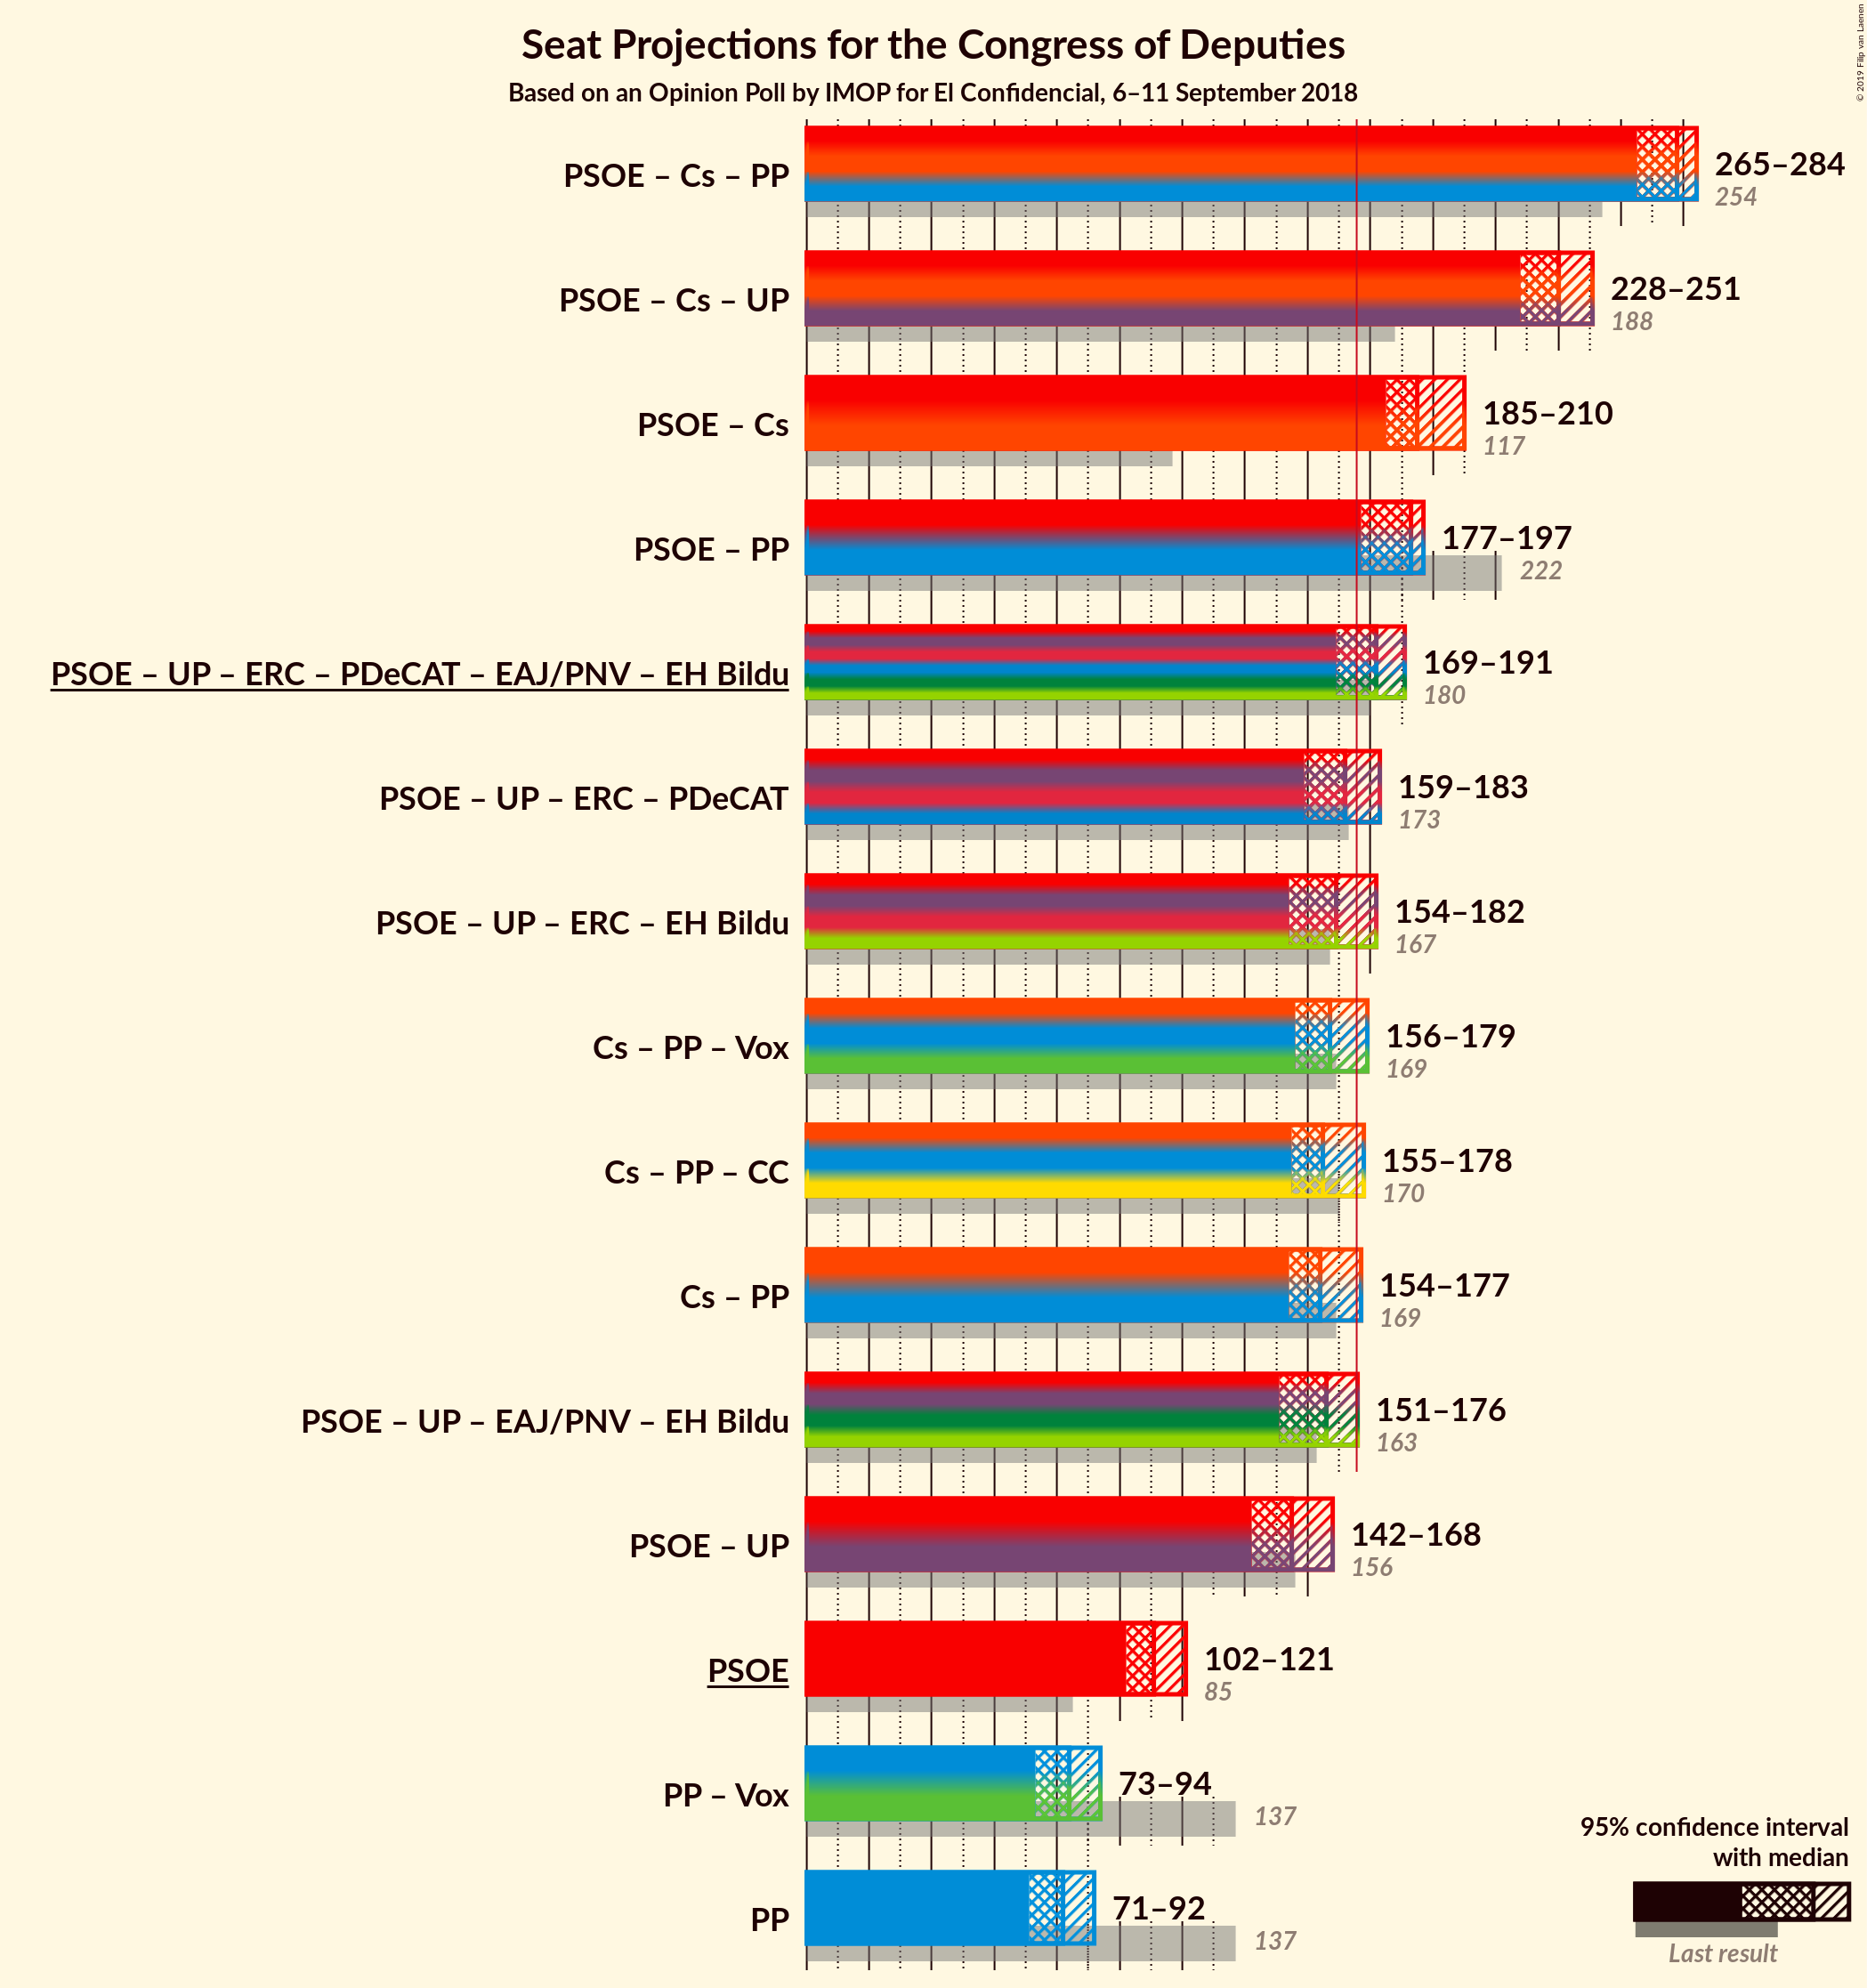 Seat Projections for the Congress of Deputies
Based on an Opinion Poll by IMOP for El Confidencial, 6–11 September 2018
© 2019 Filip van Laenen
PSOE – Cs – PP
265–284
254
PSOE – Cs – UP
228–251
188
PSOE – Cs
185–210
117
PSOE – PP
177–197
222
PSOE – UP – ERC – PDeCAT – EAJ/PNV – EH Bildu
169–191
180
PSOE – UP – ERC – PDeCAT
159–183
173
PSOE – UP – ERC – EH Bildu
154–182
167
Cs – PP – Vox
156–179
169
Cs – PP – CC
155–178
170
Cs – PP
154–177
169
PSOE – UP – EAJ/PNV – EH Bildu
151–176
163
PSOE – UP
142–168
156
PSOE
102–121
85
PP – Vox
73–94
137
PP
71–92
137
95% confidence interval
with median
Last result